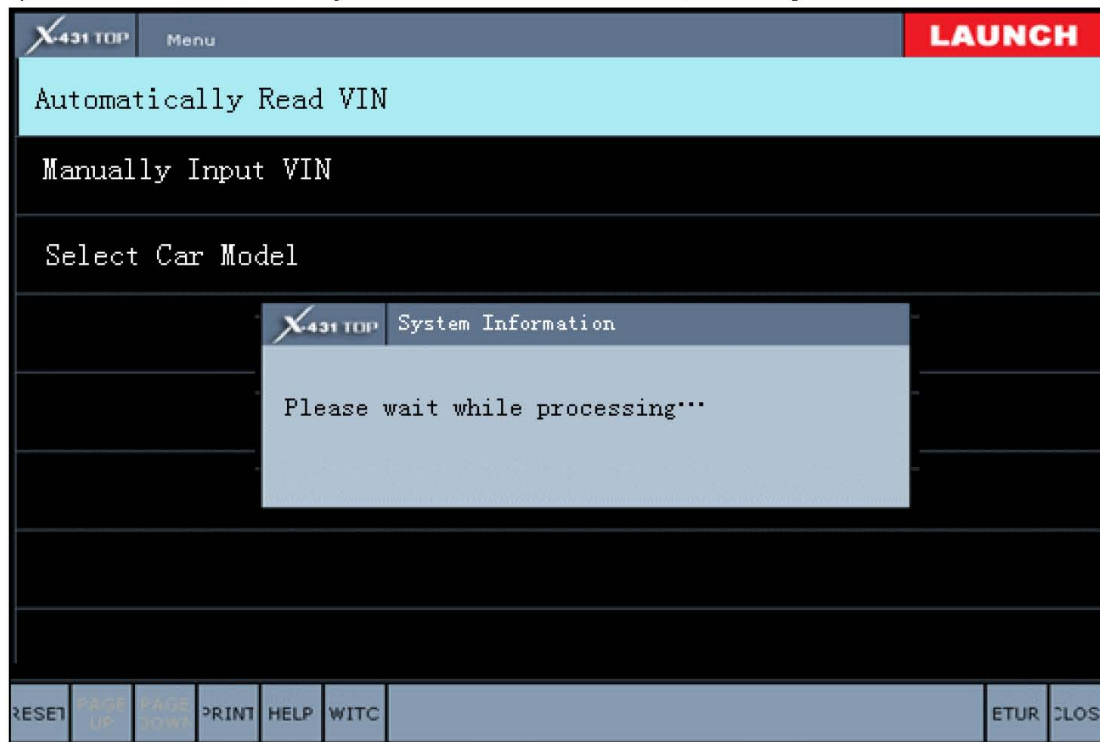 X-431 TOP Menu LAUNCH
Automatically Read VIN
Manually Input VIN
Select Car Model
X-431 TOP System Information
Please wait while processing…
RESET PAGE UP PAGE DOWN PRINT HELP WITC ETUR CLOS